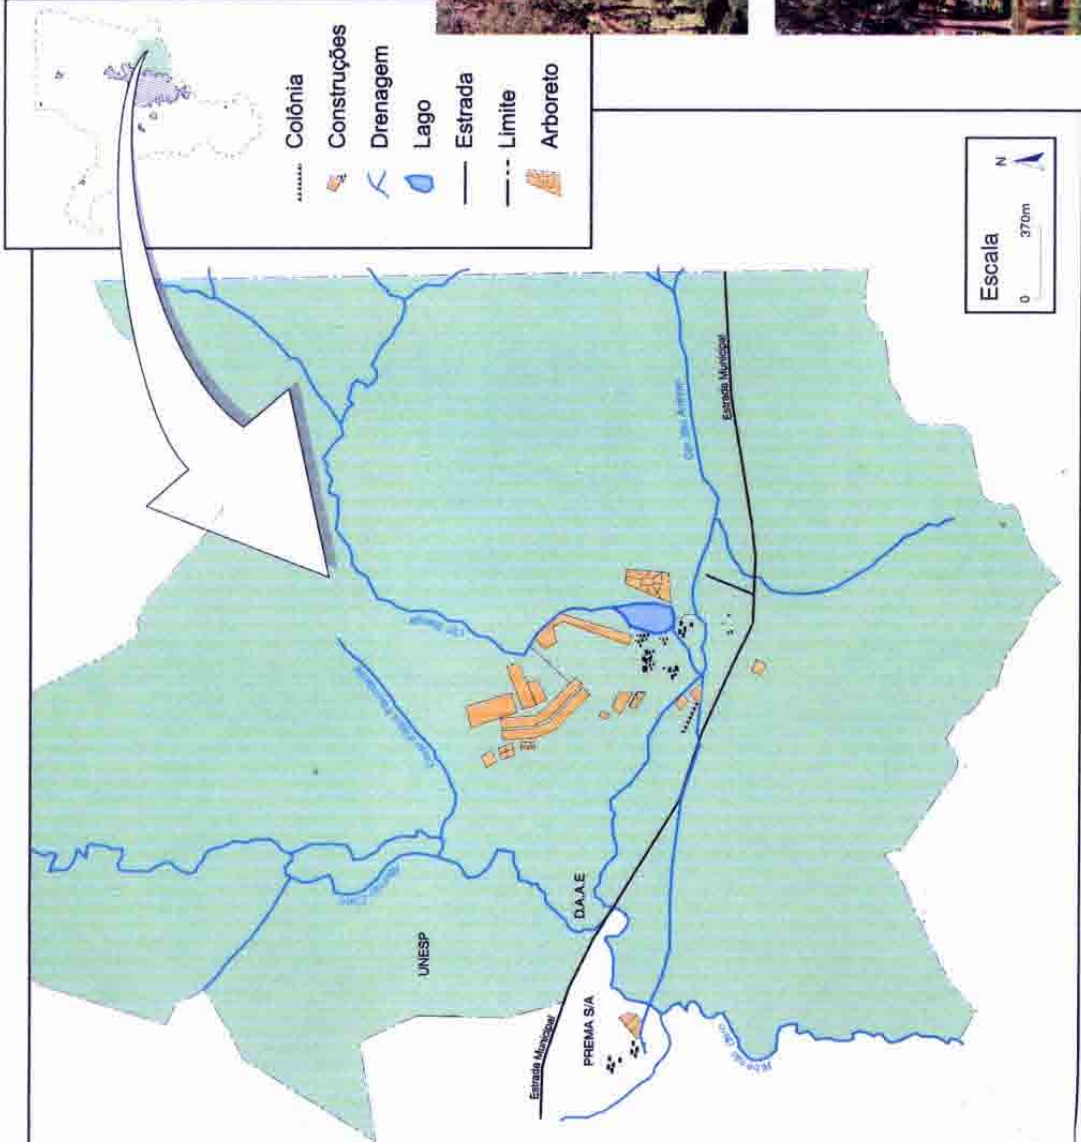 Colônia
Construções
Drenagem
Lago
Estrada
Limite
Arboreto
Escala
0 370m N
Estrada Municipal
UNESP
D.A.A.E
PREMA S/A
Estrada Municipal